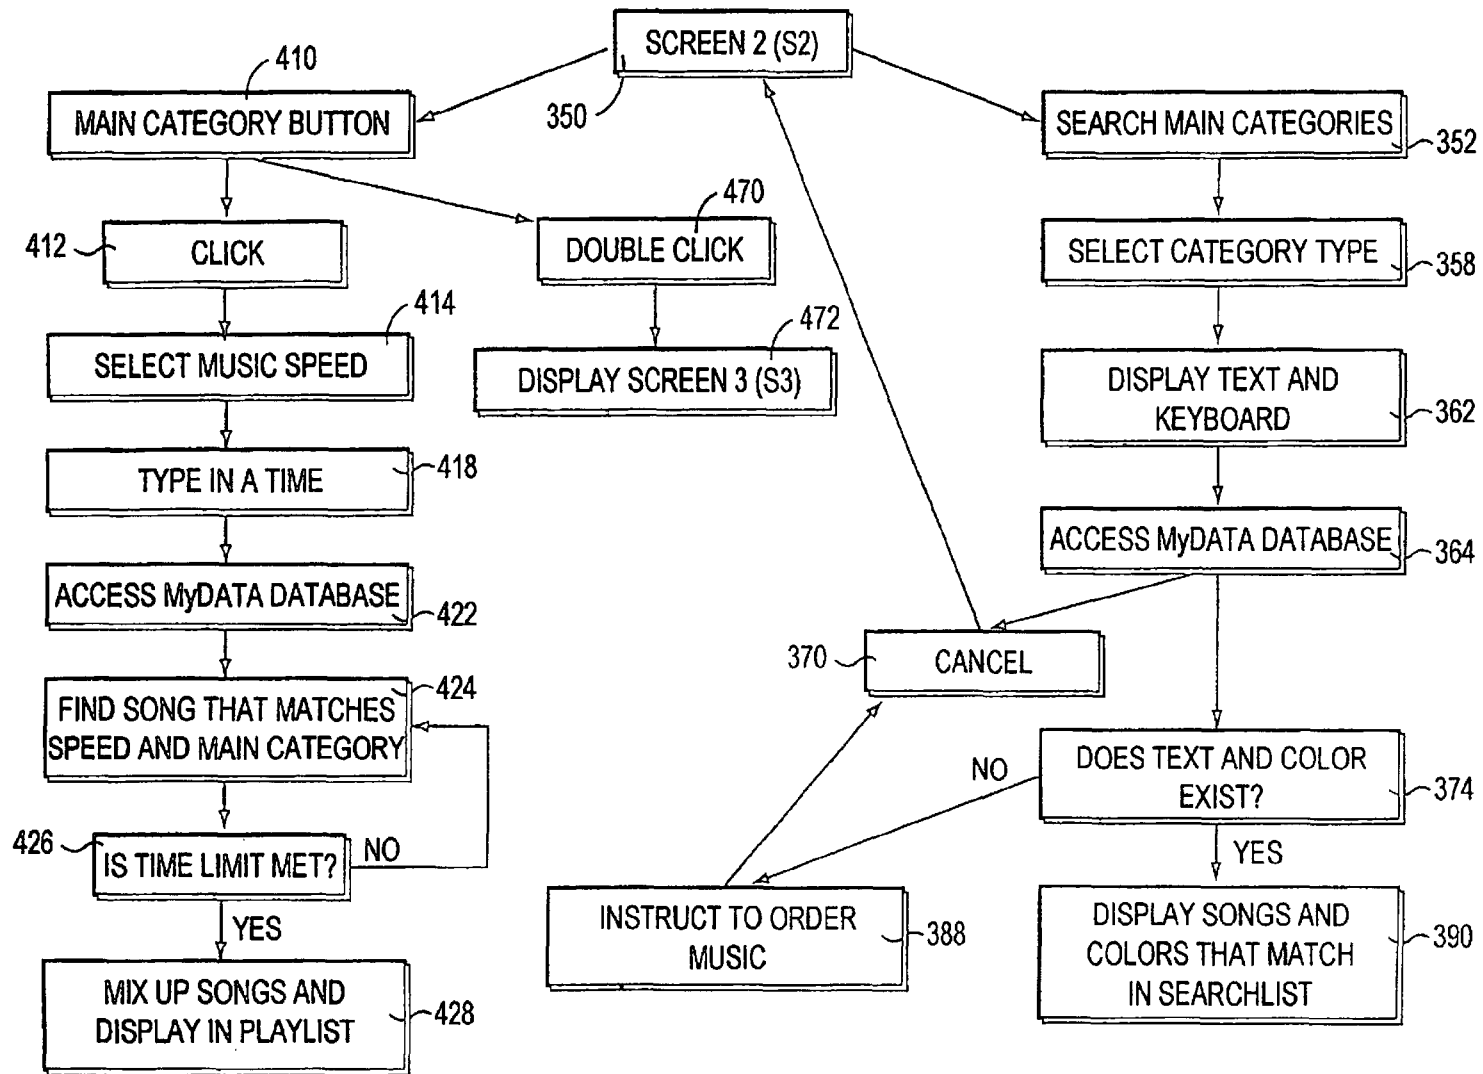 SCREEN 2 (S2)
350
410
MAIN CATEGORY BUTTON
SEARCH MAIN CATEGORIES
352
412
CLICK
470
DOUBLE CLICK
SELECT CATEGORY TYPE
358
414
SELECT MUSIC SPEED
472
DISPLAY SCREEN 3 (S3)
DISPLAY TEXT AND
KEYBOARD
362
TYPE IN A TIME
418
ACCESS MyDATA DATABASE
364
ACCESS MyDATA DATABASE
422
370
CANCEL
424
FIND SONG THAT MATCHES
SPEED AND MAIN CATEGORY
DOES TEXT AND COLOR
EXIST?
374
NO
YES
426
IS TIME LIMIT MET?
NO
YES
INSTRUCT TO ORDER
MUSIC
388
DISPLAY SONGS AND
COLORS THAT MATCH
IN SEARCHLIST
390
MIX UP SONGS AND
DISPLAY IN PLAYLIST
428